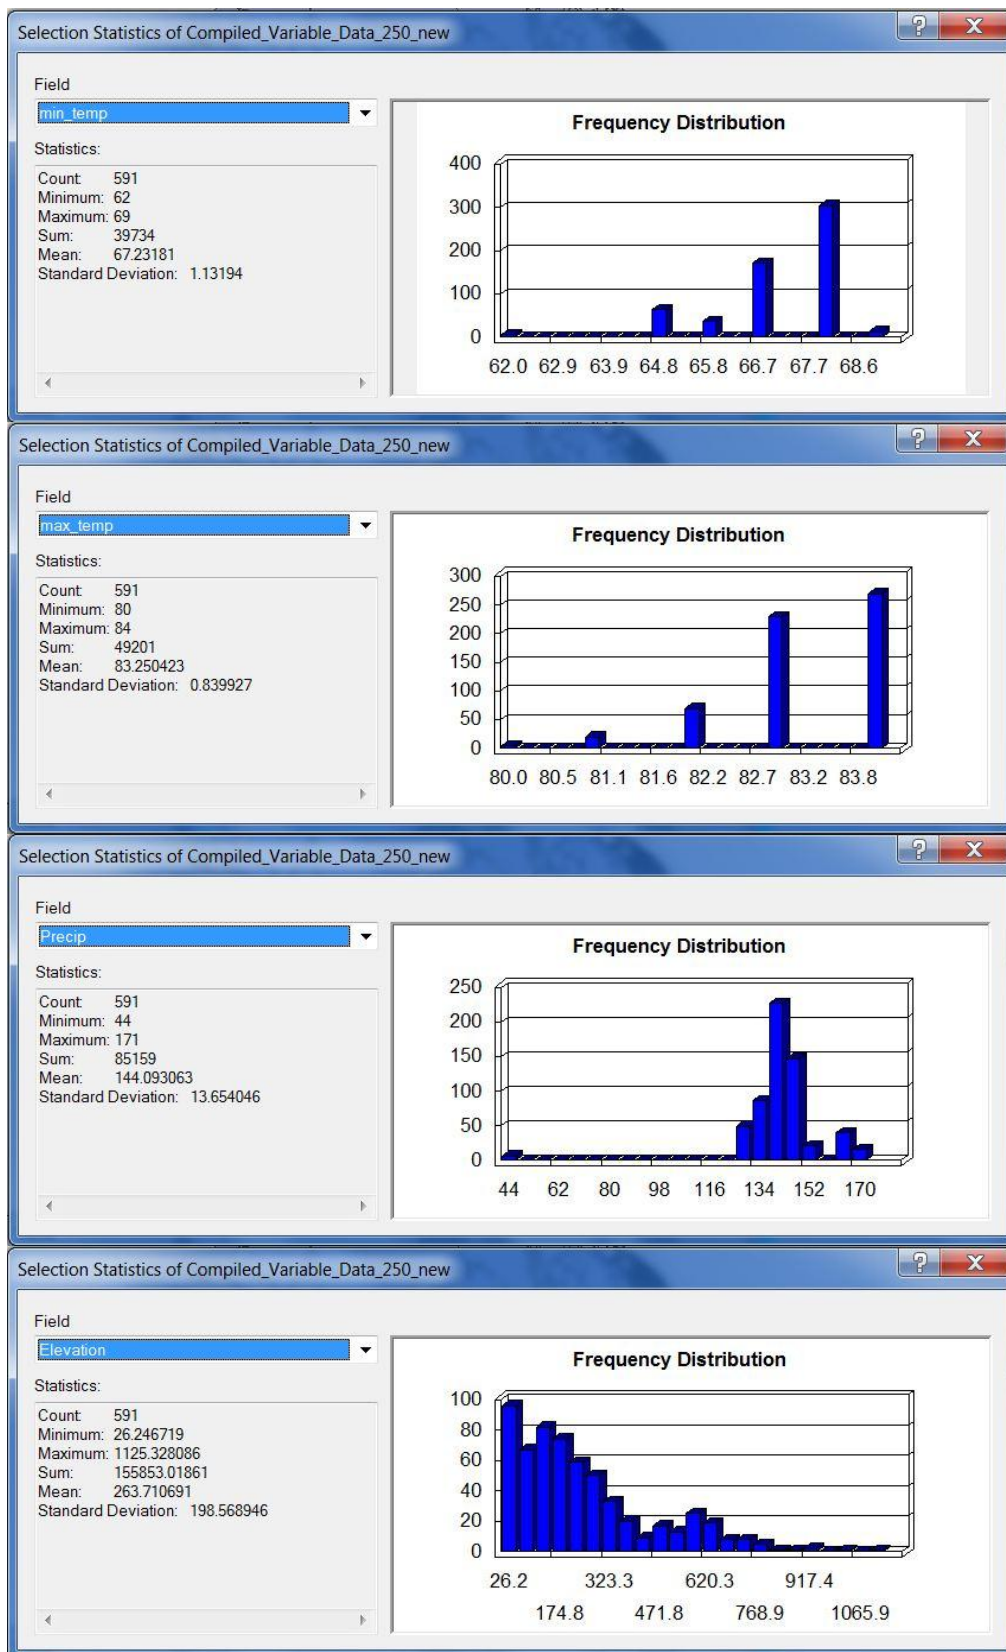 Selection Statistics of Compiled_Variable_Data_250_new
Field
min_temp
Statistics:
Count: 591
Minimum: 62
Maximum: 69
Sum: 39734
Mean: 67.23181
Standard Deviation: 1.13194
Frequency Distribution
400
300
200
100
0
62.0 62.9 63.9 64.8 65.8 66.7 67.7 68.6
Selection Statistics of Compiled_Variable_Data_250_new
Field
max_temp
Statistics:
Count: 591
Minimum: 80
Maximum: 84
Sum: 49201
Mean: 83.250423
Standard Deviation: 0.839927
Frequency Distribution
300
250
200
150
100
50
0
80.0 80.5 81.1 81.6 82.2 82.7 83.2 83.8
Selection Statistics of Compiled_Variable_Data_250_new
Field
Precip
Statistics:
Count: 591
Minimum: 44
Maximum: 171
Sum: 85159
Mean: 144.093063
Standard Deviation: 13.654046
Frequency Distribution
250
200
150
100
50
0
44 62 80 98 116 134 152 170
Selection Statistics of Compiled_Variable_Data_250_new
Field
Elevation
Statistics:
Count: 591
Minimum: 26.246719
Maximum: 1125.328086
Sum: 155853.01861
Mean: 263.710691
Standard Deviation: 198.568946
Frequency Distribution
100
80
60
40
20
0
26.2 323.3 620.3 917.4
174.8 471.8 768.9 1065.9